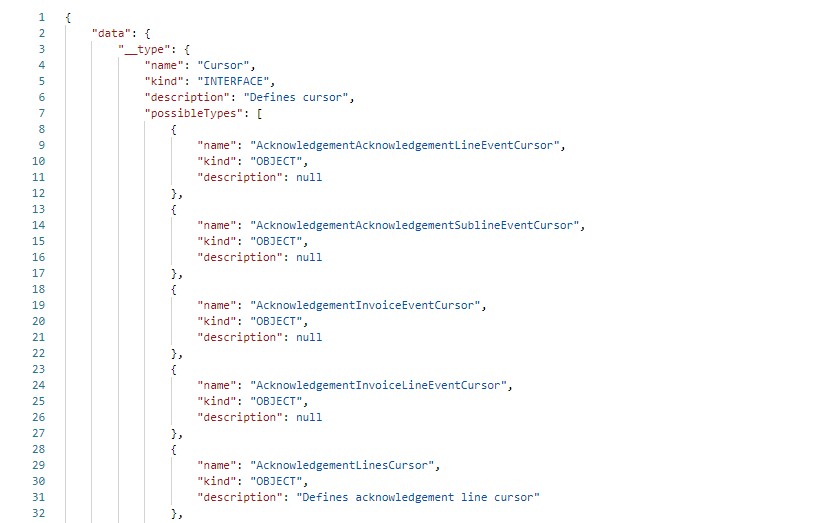 1 {
2 "data": {
3 "__type": {
4 "name": "Cursor",
5 "kind": "INTERFACE",
6 "description": "Defines cursor",
7 "possibleTypes": [
8 {
9 "name": "AcknowledgementAcknowledgementLineEventCursor",
10 "kind": "OBJECT",
11 "description": null
12 },
13 {
14 "name": "AcknowledgementAcknowledgementSublineEventCursor",
15 "kind": "OBJECT",
16 "description": null
17 },
18 {
19 "name": "AcknowledgementInvoiceEventCursor",
20 "kind": "OBJECT",
21 "description": null
22 },
23 {
24 "name": "AcknowledgementInvoiceLineEventCursor",
25 "kind": "OBJECT",
26 "description": null
27 },
28 {
29 "name": "AcknowledgementLinesCursor",
30 "kind": "OBJECT",
31 "description": "Defines acknowledgement line cursor"
32 },